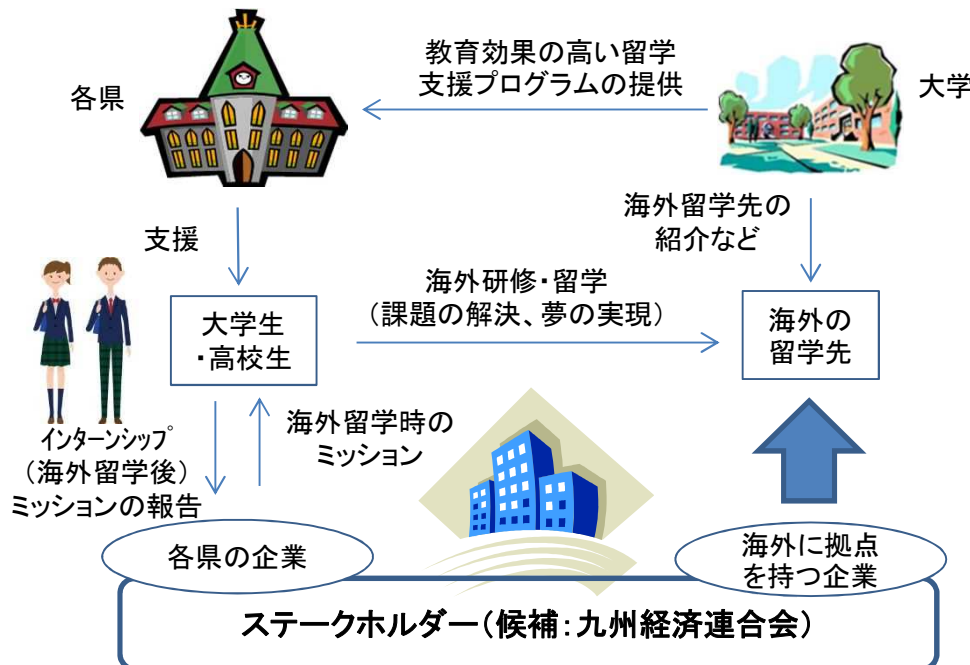 教育効果の高い留学
支援プログラムの提供
各県
大学
支援
海外留学先の
紹介など
海外研修・留学
(課題の解決、夢の実現)
大学生
・高校生
海外の
留学先
海外留学時の
ミッション
インターンシップ
(海外留学後)
ミッションの報告
各県の企業
海外に拠点
を持つ企業
ステークホルダー(候補:九州経済連合会)